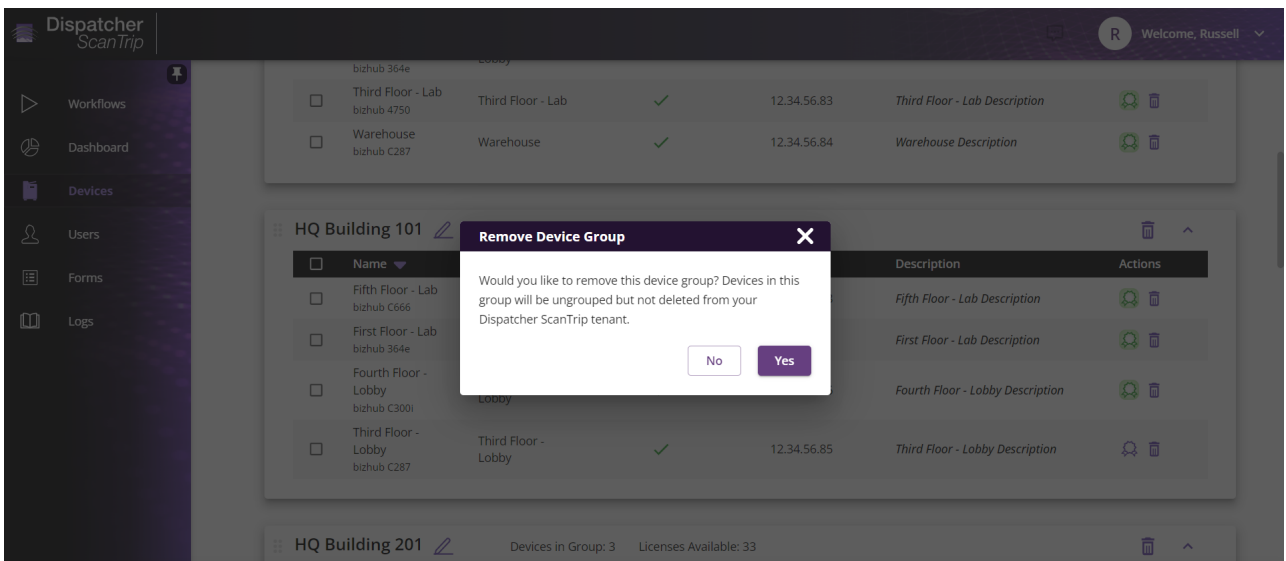 Dispatcher
ScanTrip
R Welcome, Russell
Workflows
Dashboard
Devices
Users
Forms
Logs
bizhub 364e
Third Floor - Lab
bizhub 4750
Third Floor - Lab 12.34.56.83 Third Floor - Lab Description
Warehouse
bizhub C287
Warehouse 12.34.56.84 Warehouse Description
HQ Building 101
Name Description Actions
Fifth Floor - Lab
bizhub C666
Fifth Floor - Lab Description
First Floor - Lab
bizhub 364e
First Floor - Lab Description
Fourth Floor -
Lobby
bizhub C300i
Lobby
Fourth Floor - Lobby Description
Third Floor -
Lobby
bizhub C287
Third Floor -
Lobby
12.34.56.85 Third Floor - Lobby Description
HQ Building 201 Devices in Group: 3 Licenses Available: 33
Remove Device Group
Would you like to remove this device group? Devices in this
group will be ungrouped but not deleted from your
Dispatcher ScanTrip tenant.
No Yes